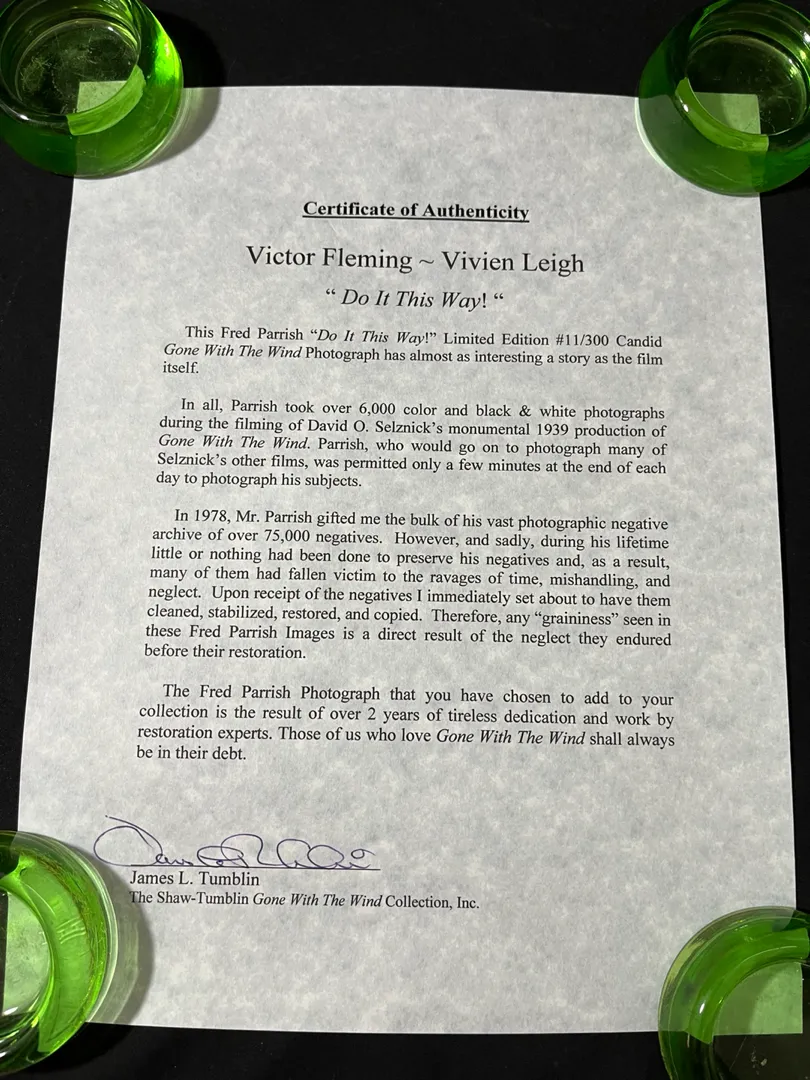 Certificate of Authenticity
Victor Fleming ~ Vivien Leigh
“ Do It This Way! “
This Fred Parrish “Do It This Way!” Limited Edition #11/300 Candid
Gone With The Wind Photograph has almost as interesting a story as the film
itself.
In all, Parrish took over 6,000 color and black & white photographs
during the filming of David O. Selznick’s monumental 1939 production of
Gone With The Wind. Parrish, who would go on to photograph many of
Selznick’s other films, was permitted only a few minutes at the end of each
day to photograph his subjects.
In 1978, Mr. Parrish gifted me the bulk of his vast photographic negative
archive of over 75,000 negatives. However, and sadly, during his lifetime
little or nothing had been done to preserve his negatives and, as a result,
many of them had fallen victim to the ravages of time, mishandling, and
neglect. Upon receipt of the negatives I immediately set about to have them
cleaned, stabilized, restored, and copied. Therefore, any “graininess” seen in
these Fred Parrish Images is a direct result of the neglect they endured
before their restoration.
The Fred Parrish Photograph that you have chosen to add to your
collection is the result of over 2 years of tireless dedication and work by
restoration experts. Those of us who love Gone With The Wind shall always
be in their debt.
James L. Tumblin
The Shaw-Tumblin Gone With The Wind Collection, Inc.